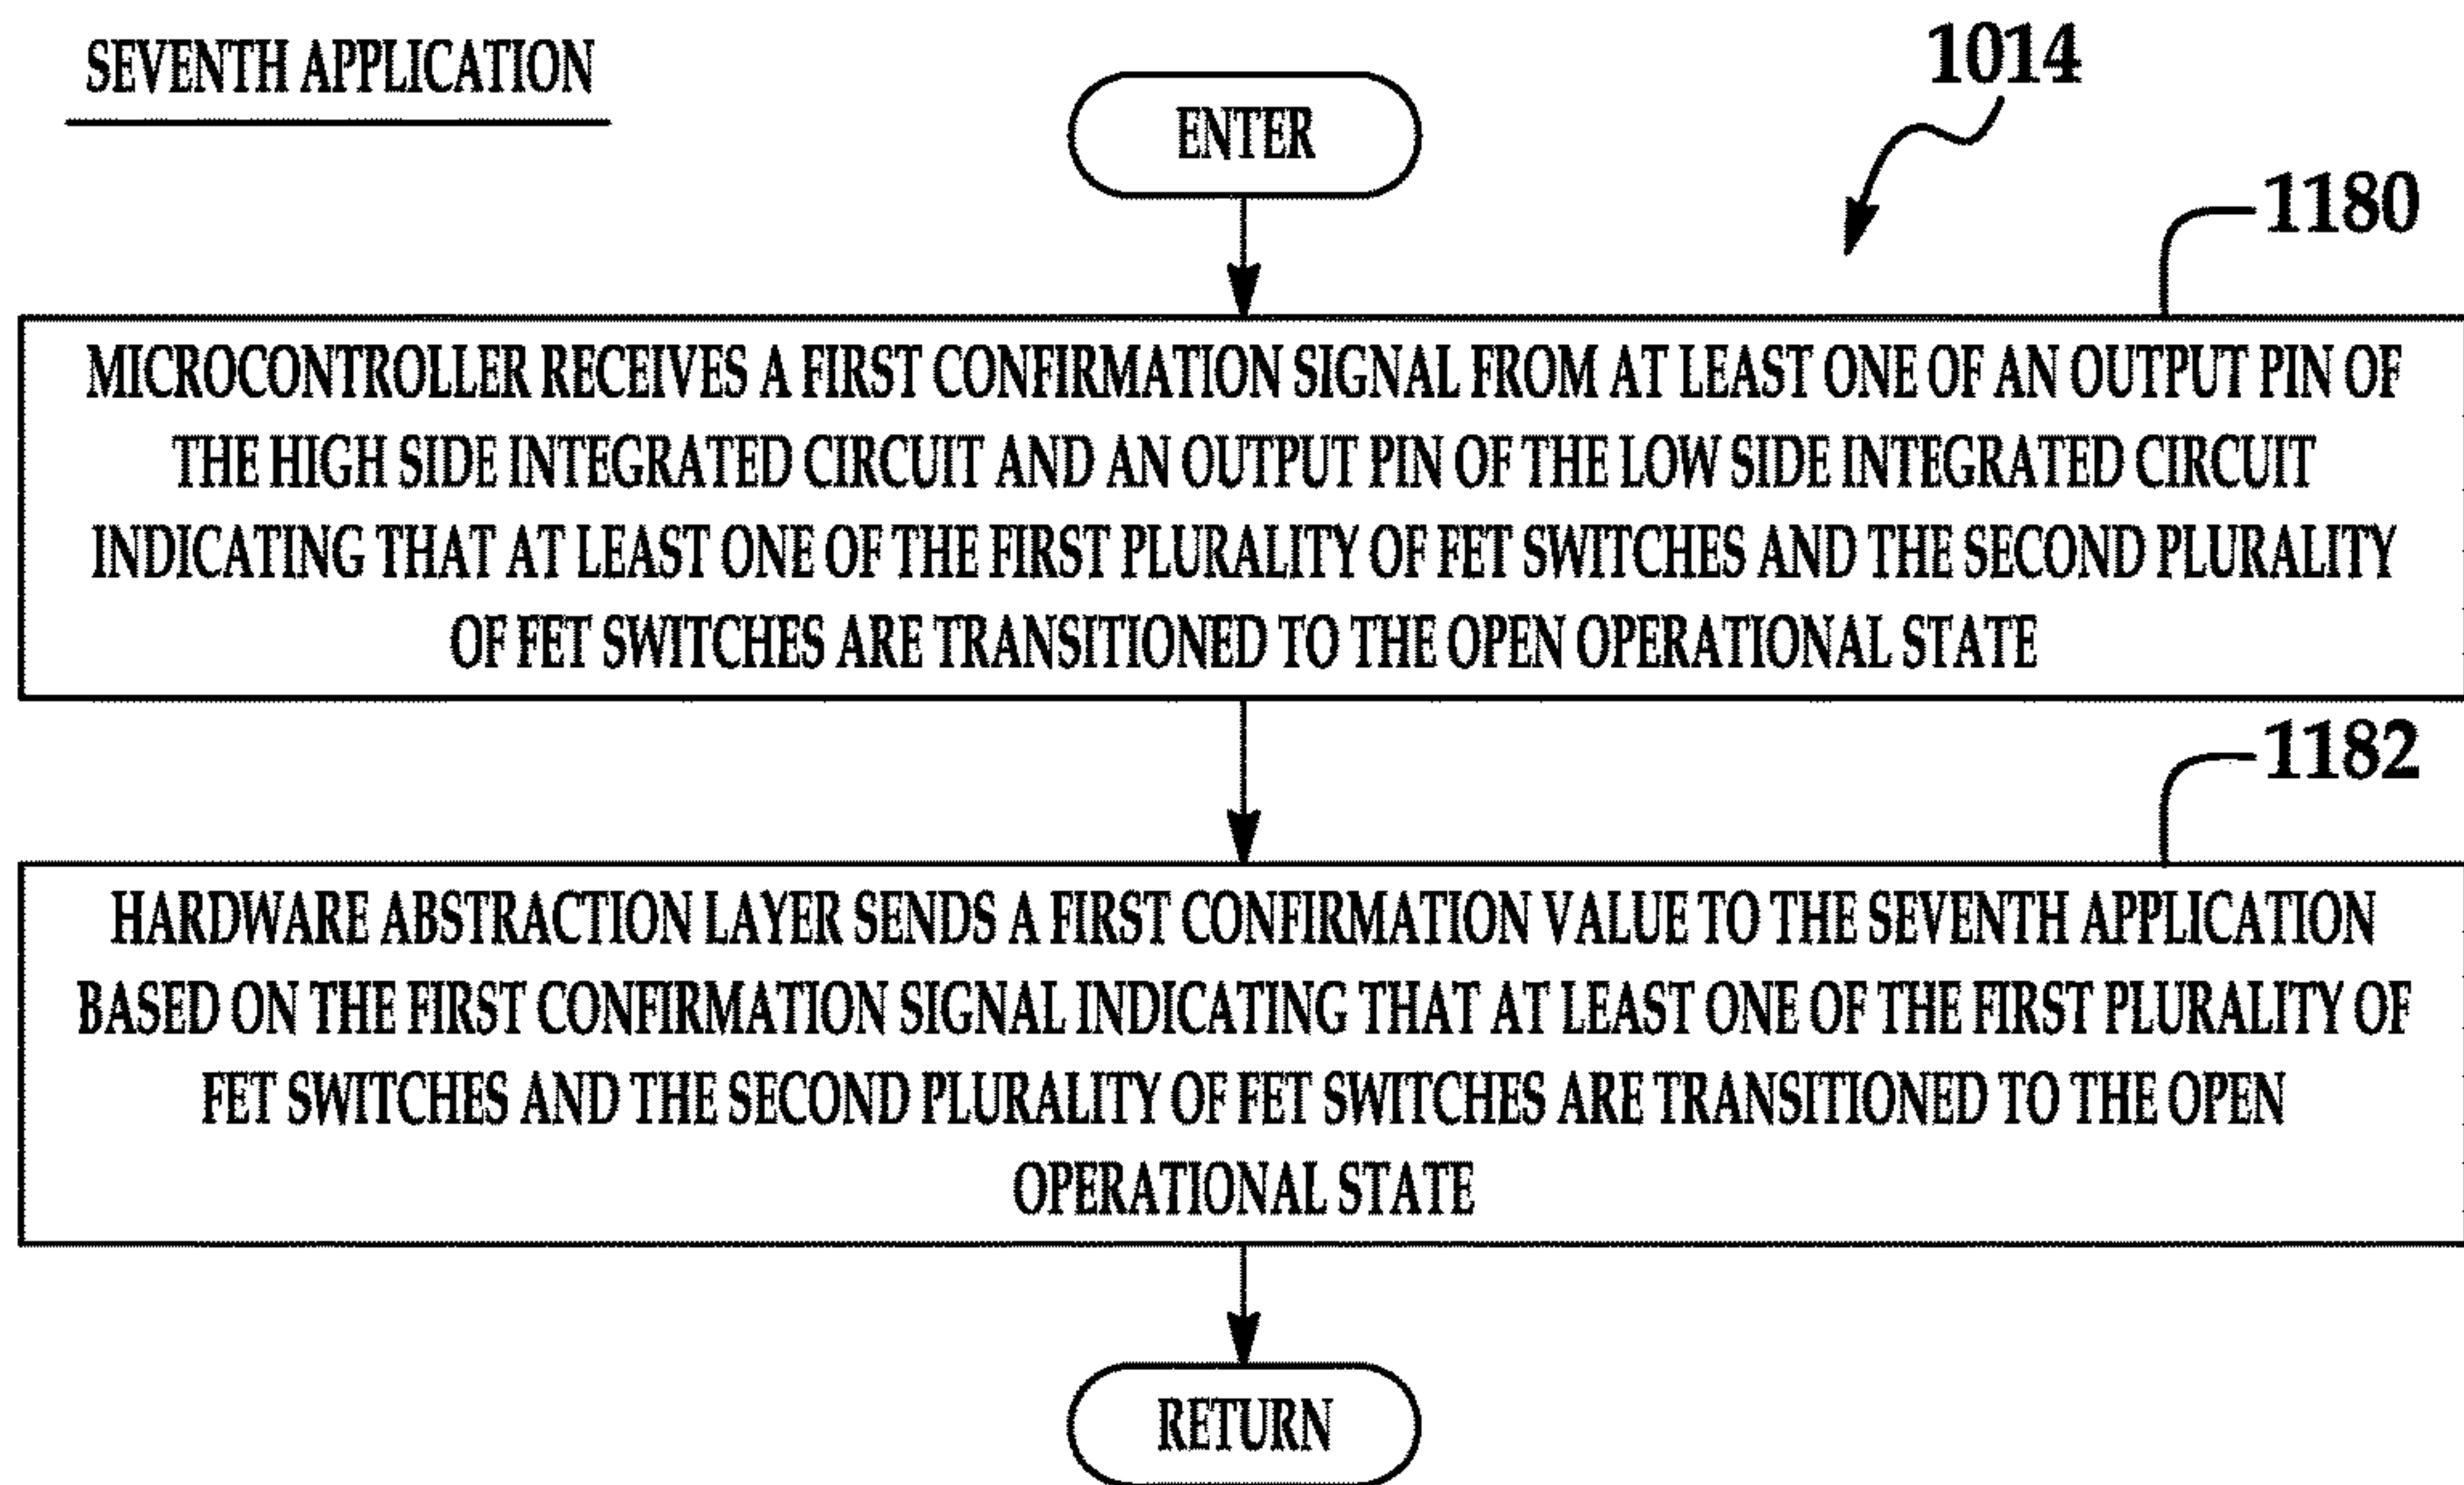 SEVENTH APPLICATION
1014
ENTER
1180
MICROCONTROLLER RECEIVES A FIRST CONFIRMATION SIGNAL FROM AT LEAST ONE OF AN OUTPUT PIN OF
THE HIGH SIDE INTEGRATED CIRCUIT AND AN OUTPUT PIN OF THE LOW SIDE INTEGRATED CIRCUIT
INDICATING THAT AT LEAST ONE OF THE FIRST PLURALITY OF FET SWITCHES AND THE SECOND PLURALITY
OF FET SWITCHES ARE TRANSITIONED TO THE OPEN OPERATIONAL STATE
1182
HARDWARE ABSTRACTION LAYER SENDS A FIRST CONFIRMATION VALUE TO THE SEVENTH APPLICATION
BASED ON THE FIRST CONFIRMATION SIGNAL INDICATING THAT AT LEAST ONE OF THE FIRST PLURALITY OF
FET SWITCHES AND THE SECOND PLURALITY OF FET SWITCHES ARE TRANSITIONED TO THE OPEN
OPERATIONAL STATE
RETURN